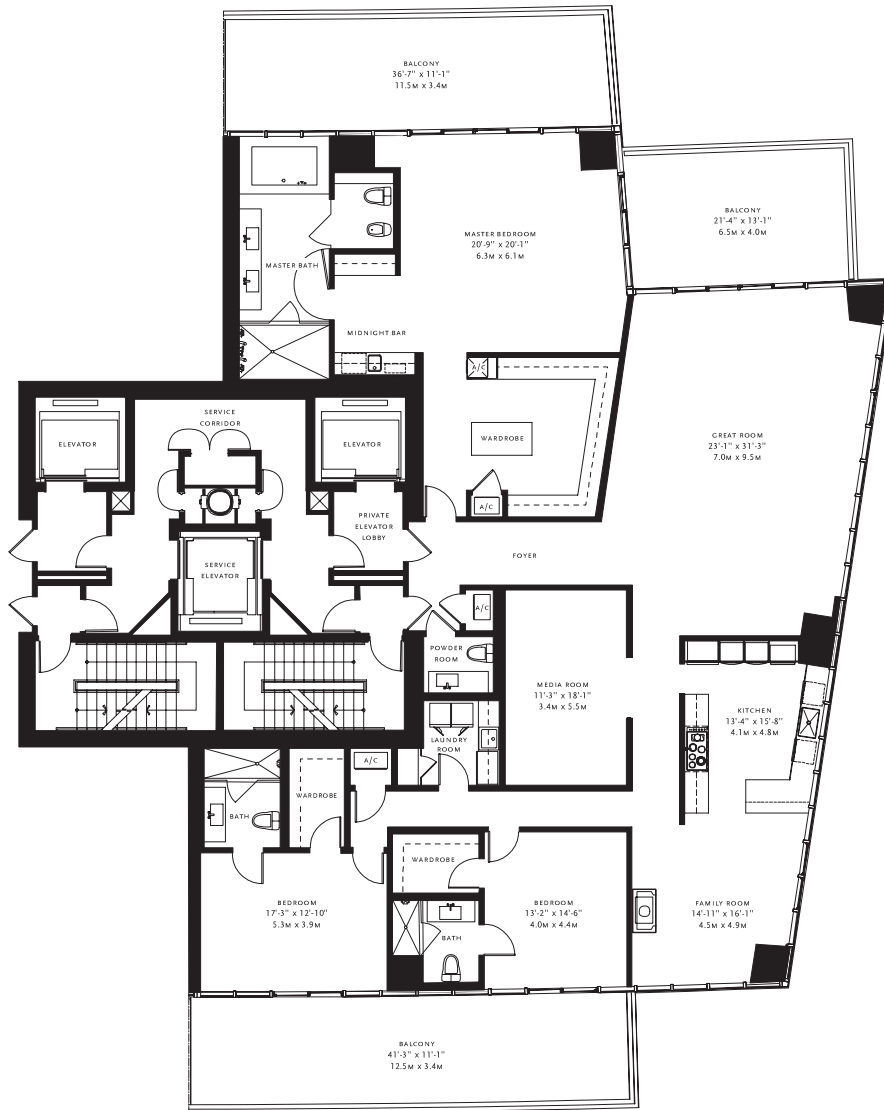 BALCONY
36'-7" x 11'-1"
11.5M x 3.4M
BALCONY
21'-4" x 13'-1"
6.5M x 4.0M
MASTER BEDROOM
20'-9" x 20'-1"
6.3M x 6.1M
MASTER BATH
MIDNIGHT BAR
A/C
SERVICE
CORRIDOR
ELEVATOR
ELEVATOR
WARDROBE
GREAT ROOM
23'-1" x 31'-3"
7.0M x 9.5M
A/C
PRIVATE
ELEVATOR
LOBBY
FOYER
SERVICE
ELEVATOR
A/C
POWDER
ROOM
MEDIA ROOM
11'-3" x 18'-1"
3.4M x 5.5M
KITCHEN
13'-4" x 15'-8"
4.1M x 4.8M
LAUNDRY
ROOM
A/C
WARDROBE
BATH
WARDROBE
BEDROOM
17'-3" x 12'-10"
5.3M x 3.9M
BEDROOM
13'-2" x 14'-6"
4.0M x 4.4M
FAMILY ROOM
14'-11" x 16'-1"
4.5M x 4.9M
BATH
BALCONY
41'-3" x 11'-1"
12.5M x 3.4M